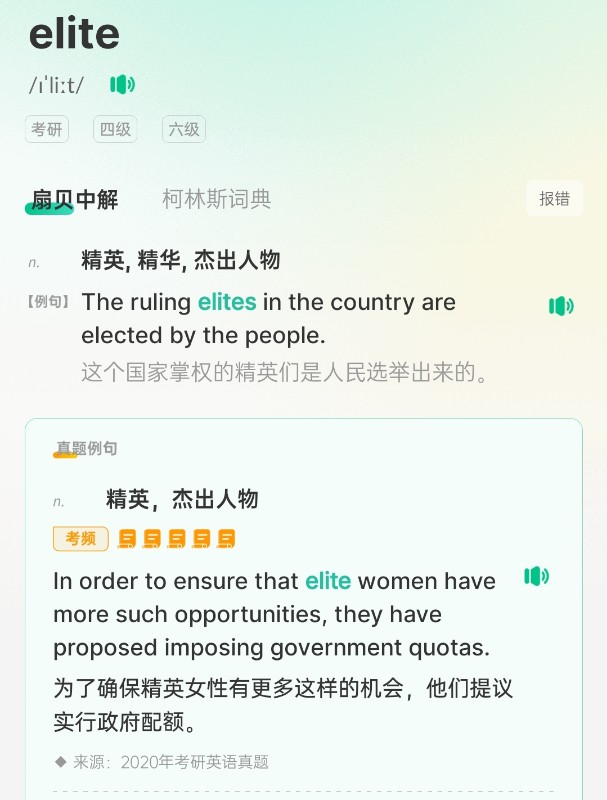 elite
/ɪˈliːt/
考研 四级 六级
扇贝中解 柯林斯词典 报错
n. 精英, 精华, 杰出人物
【例句】 The ruling elites in the country are
elected by the people.
这个国家掌权的精英们是人民选举出来的。
真题例句
n. 精英，杰出人物
考频
In order to ensure that elite women have
more such opportunities, they have
proposed imposing government quotas.
为了确保精英女性有更多这样的机会，他们提议
实行政府配额。
◆ 来源：2020年考研英语真题